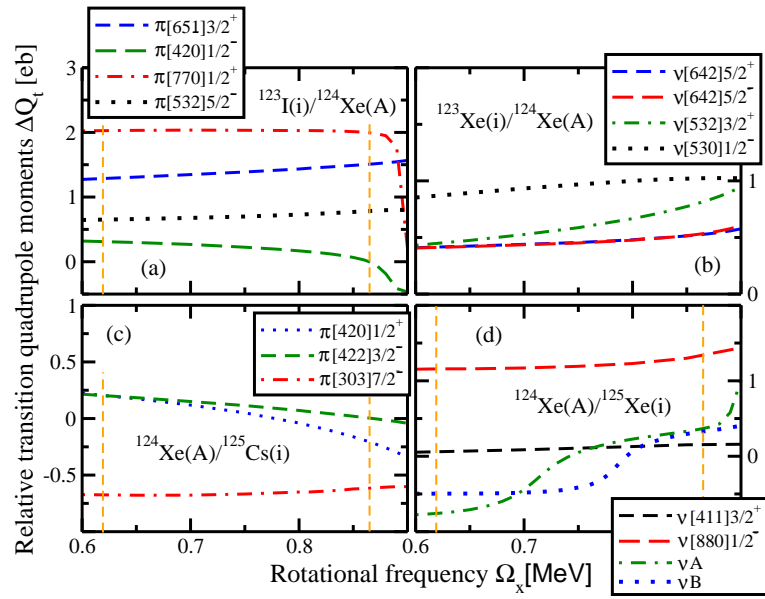 π[651]3/2⁺
π[420]1/2⁻
π[770]1/2⁺
π[532]5/2⁻
Relative transition quadrupole moments ΔQₜ [eb]
3
2
1
0
¹²³I(i)/¹²⁴Xe(A)
(a)
¹²³Xe(i)/¹²⁴Xe(A)
ν[642]5/2⁺
ν[642]5/2⁻
ν[532]3/2⁺
ν[530]1/2⁻
1
0
(b)
1
0.5
0
-0.5
(c)
π[420]1/2⁺
π[422]3/2⁻
π[303]7/2⁻
¹²⁴Xe(A)/¹²⁵Cs(i)
(d)
¹²⁴Xe(A)/¹²⁵Xe(i)
1
0
ν[411]3/2⁺
ν[880]1/2⁻
νA
νB
0.6
0.7
0.8
0.9
0.6
0.7
Rotational frequency Ωₓ[MeV]